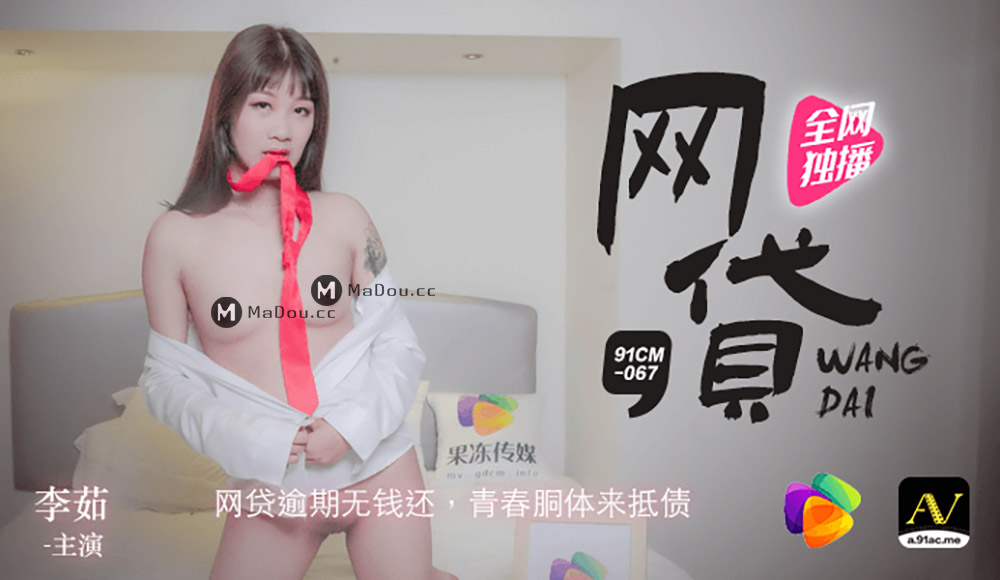 网
贷
WANG
DAI
全网
独播
91CM
-067
M MaDou.cc
M MaDou.cc
果冻传媒
李茹
-主演
网贷逾期无钱还，青春胴体来抵债
AV
a.91ac.me